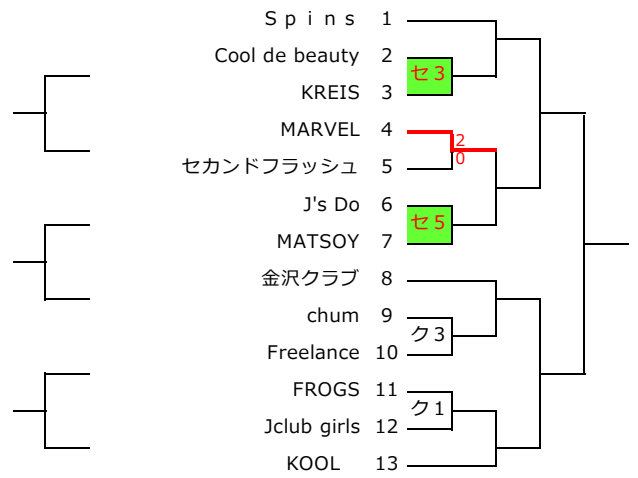 Ｓｐｉｎｓ 1
Cool de beauty 2
セ３
KREIS 3
MARVEL 4
2
0
セカンドフラッシュ 5
J's Do 6
セ５
MATSOY 7
金沢クラブ 8
chum 9
ク３
Freelance 10
FROGS 11
ク１
Jclub girls 12
KOOL 13